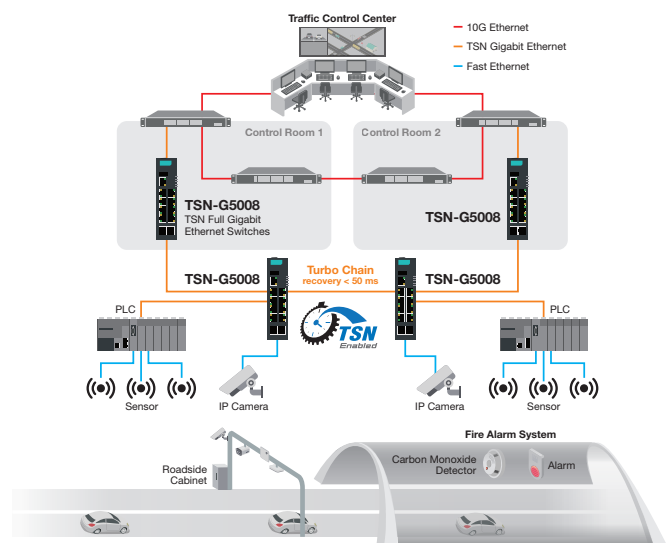 Traffic Control Center
10G Ethernet
TSN Gigabit Ethernet
Fast Ethernet
Control Room 1
Control Room 2
TSN-G5008
TSN Full Gigabit
Ethernet Switches
TSN-G5008
TSN-G5008
Turbo Chain
recovery < 50 ms
TSN-G5008
PLC
TSN
Enabled
PLC
Sensor
IP Camera
IP Camera
Sensor
Fire Alarm System
Roadside
Cabinet
Carbon Monoxide
Detector
Alarm